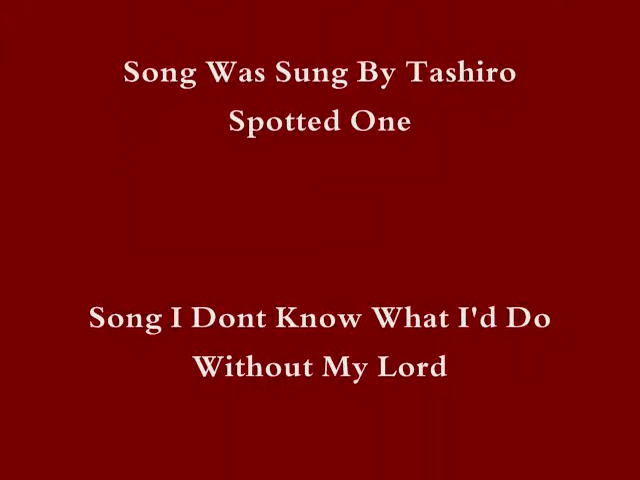 Song Was Sung By Tashiro
Spotted One
Song I Dont Know What I'd Do
Without My Lord